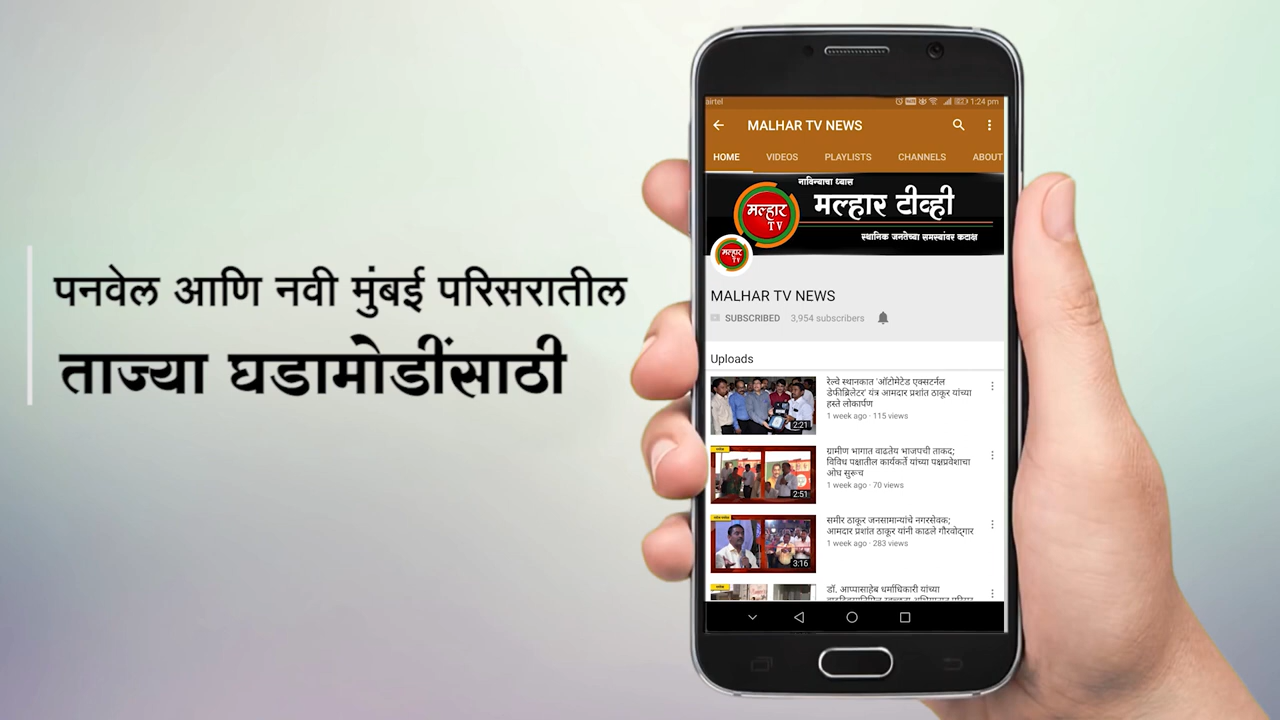 पनवेल आणि नवी मुंबई परिसरातील
ताज्या घडामोडींसाठी
airtel
1:24 pm
MALHAR TV NEWS
HOME VIDEOS PLAYLISTS CHANNELS ABOUT
नाविन्याचा ध्यास
मल्हार टीव्ही
मल्हार
TV
स्थानिक जनतेच्या समस्यांवर कटाक्ष
मल्हार
TV
MALHAR TV NEWS
SUBSCRIBED 3,954 subscribers
Uploads
रेल्वे स्थानकात 'ऑटोमेटेड एक्सटर्नल
डेफीब्रिलेटर' यंत्र आमदार प्रशांत ठाकूर यांच्या
हस्ते लोकार्पण
1 week ago · 115 views
2:21
ग्रामीण भागात वाढतेय भाजपची ताकद;
विविध पक्षातील कार्यकर्ते यांच्या पक्षप्रवेशाचा
ओघ सुरूच
1 week ago · 70 views
2:51
समीर ठाकूर जनसामान्यांचे नगरसेवक;
आमदार प्रशांत ठाकूर यांनी काढले गौरवोद्गार
1 week ago · 283 views
3:16
डॉ. आप्पासाहेब धर्माधिकारी यांच्या